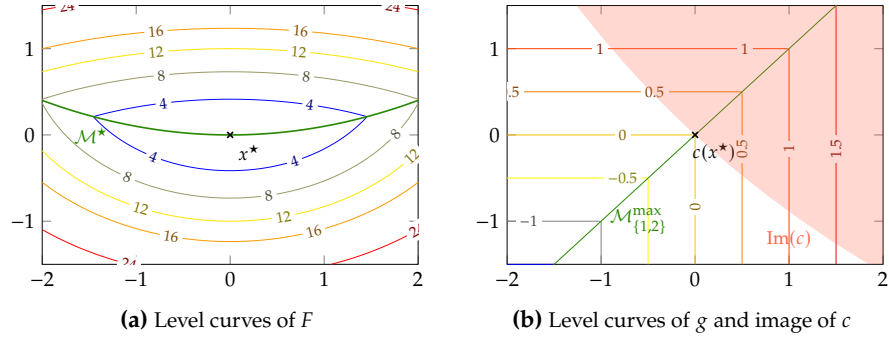 24 24
16 16
12 12
8 8
4 4
M★
x★
4 4
8 8
12 12
16 16
24
1
0
−1
−2 −1 0 1 2
(a) Level curves of F
1 1
0.5 0.5
0
c(x★) 0.5 1 1.5
−0.5
−1
M^max_{1,2}
0
Im(c)
1
0
−1
−2 −1 0 1 2
(b) Level curves of g and image of c